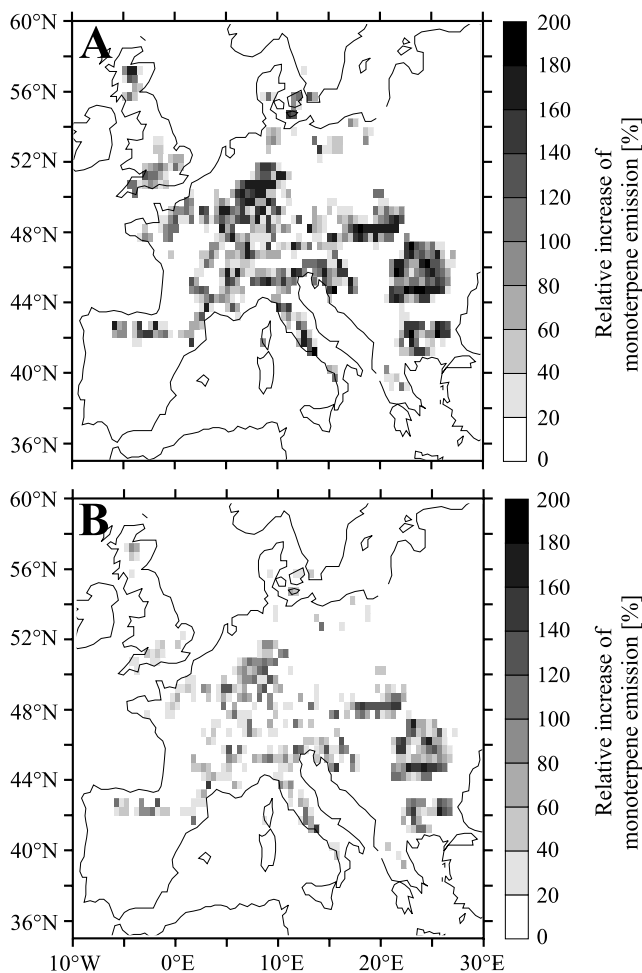 A
60°N
56°N
52°N
48°N
44°N
40°N
36°N
200
180
160
140
120
100
80
60
40
20
0
Relative increase of
monoterpene emission [%]
B
60°N
56°N
52°N
48°N
44°N
40°N
36°N
10°W
0°E
10°E
20°E
30°E
200
180
160
140
120
100
80
60
40
20
0
Relative increase of
monoterpene emission [%]